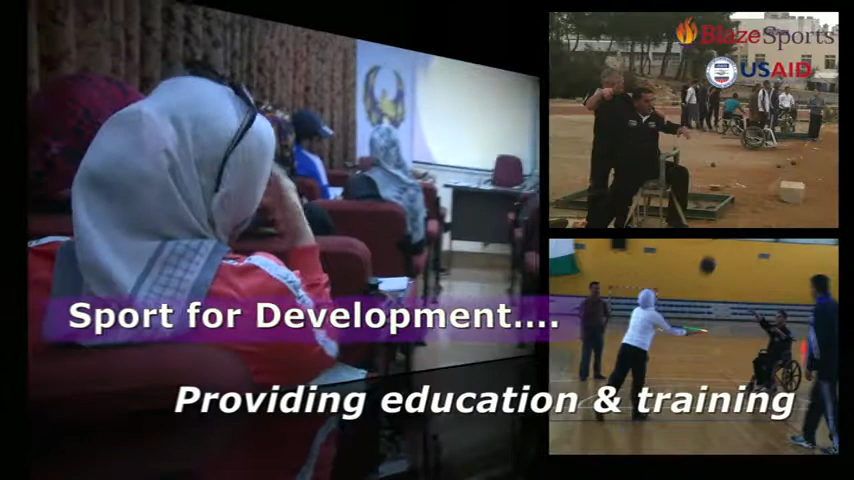 BlazeSports
USAID
Sport for Development....
Providing education & training